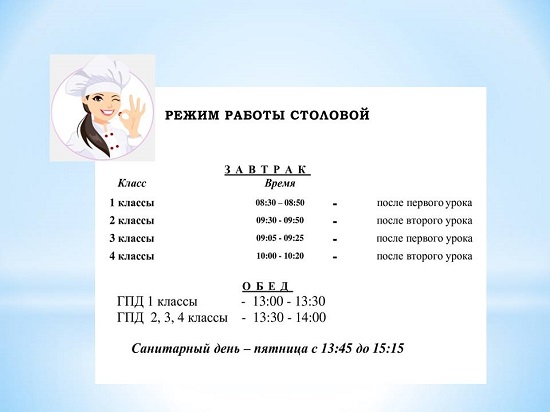 РЕЖИМ РАБОТЫ СТОЛОВОЙ
ЗАВТРАК
Класс Время
1 классы 08:30 – 08:50 - после первого урока
2 классы 09:30 - 09:50 - после второго урока
3 классы 09:05 - 09:25 - после первого урока
4 классы 10:00 - 10:20 - после второго урока
ОБЕД
ГПД 1 классы - 13:00 - 13:30
ГПД 2, 3, 4 классы - 13:30 - 14:00
Санитарный день – пятница с 13:45 до 15:15